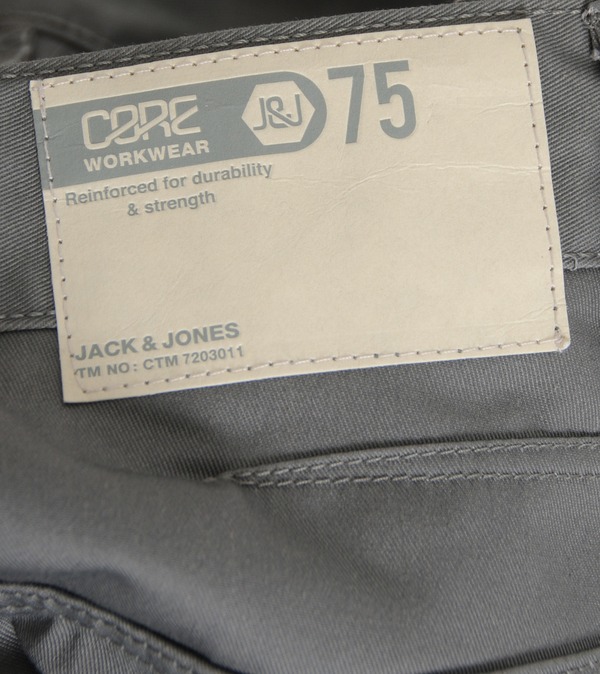 CORE J&J 75
WORKWEAR
Reinforced for durability
& strength
JACK & JONES
TM NO: CTM 7203011